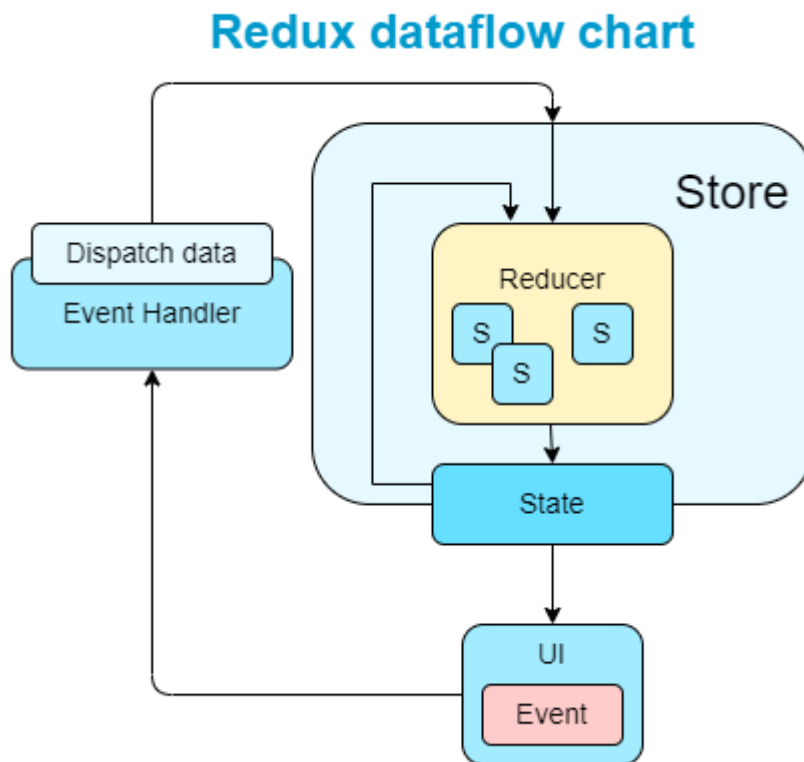 Redux dataflow chart
Store
Dispatch data
Event Handler
Reducer
S
S
S
State
UI
Event